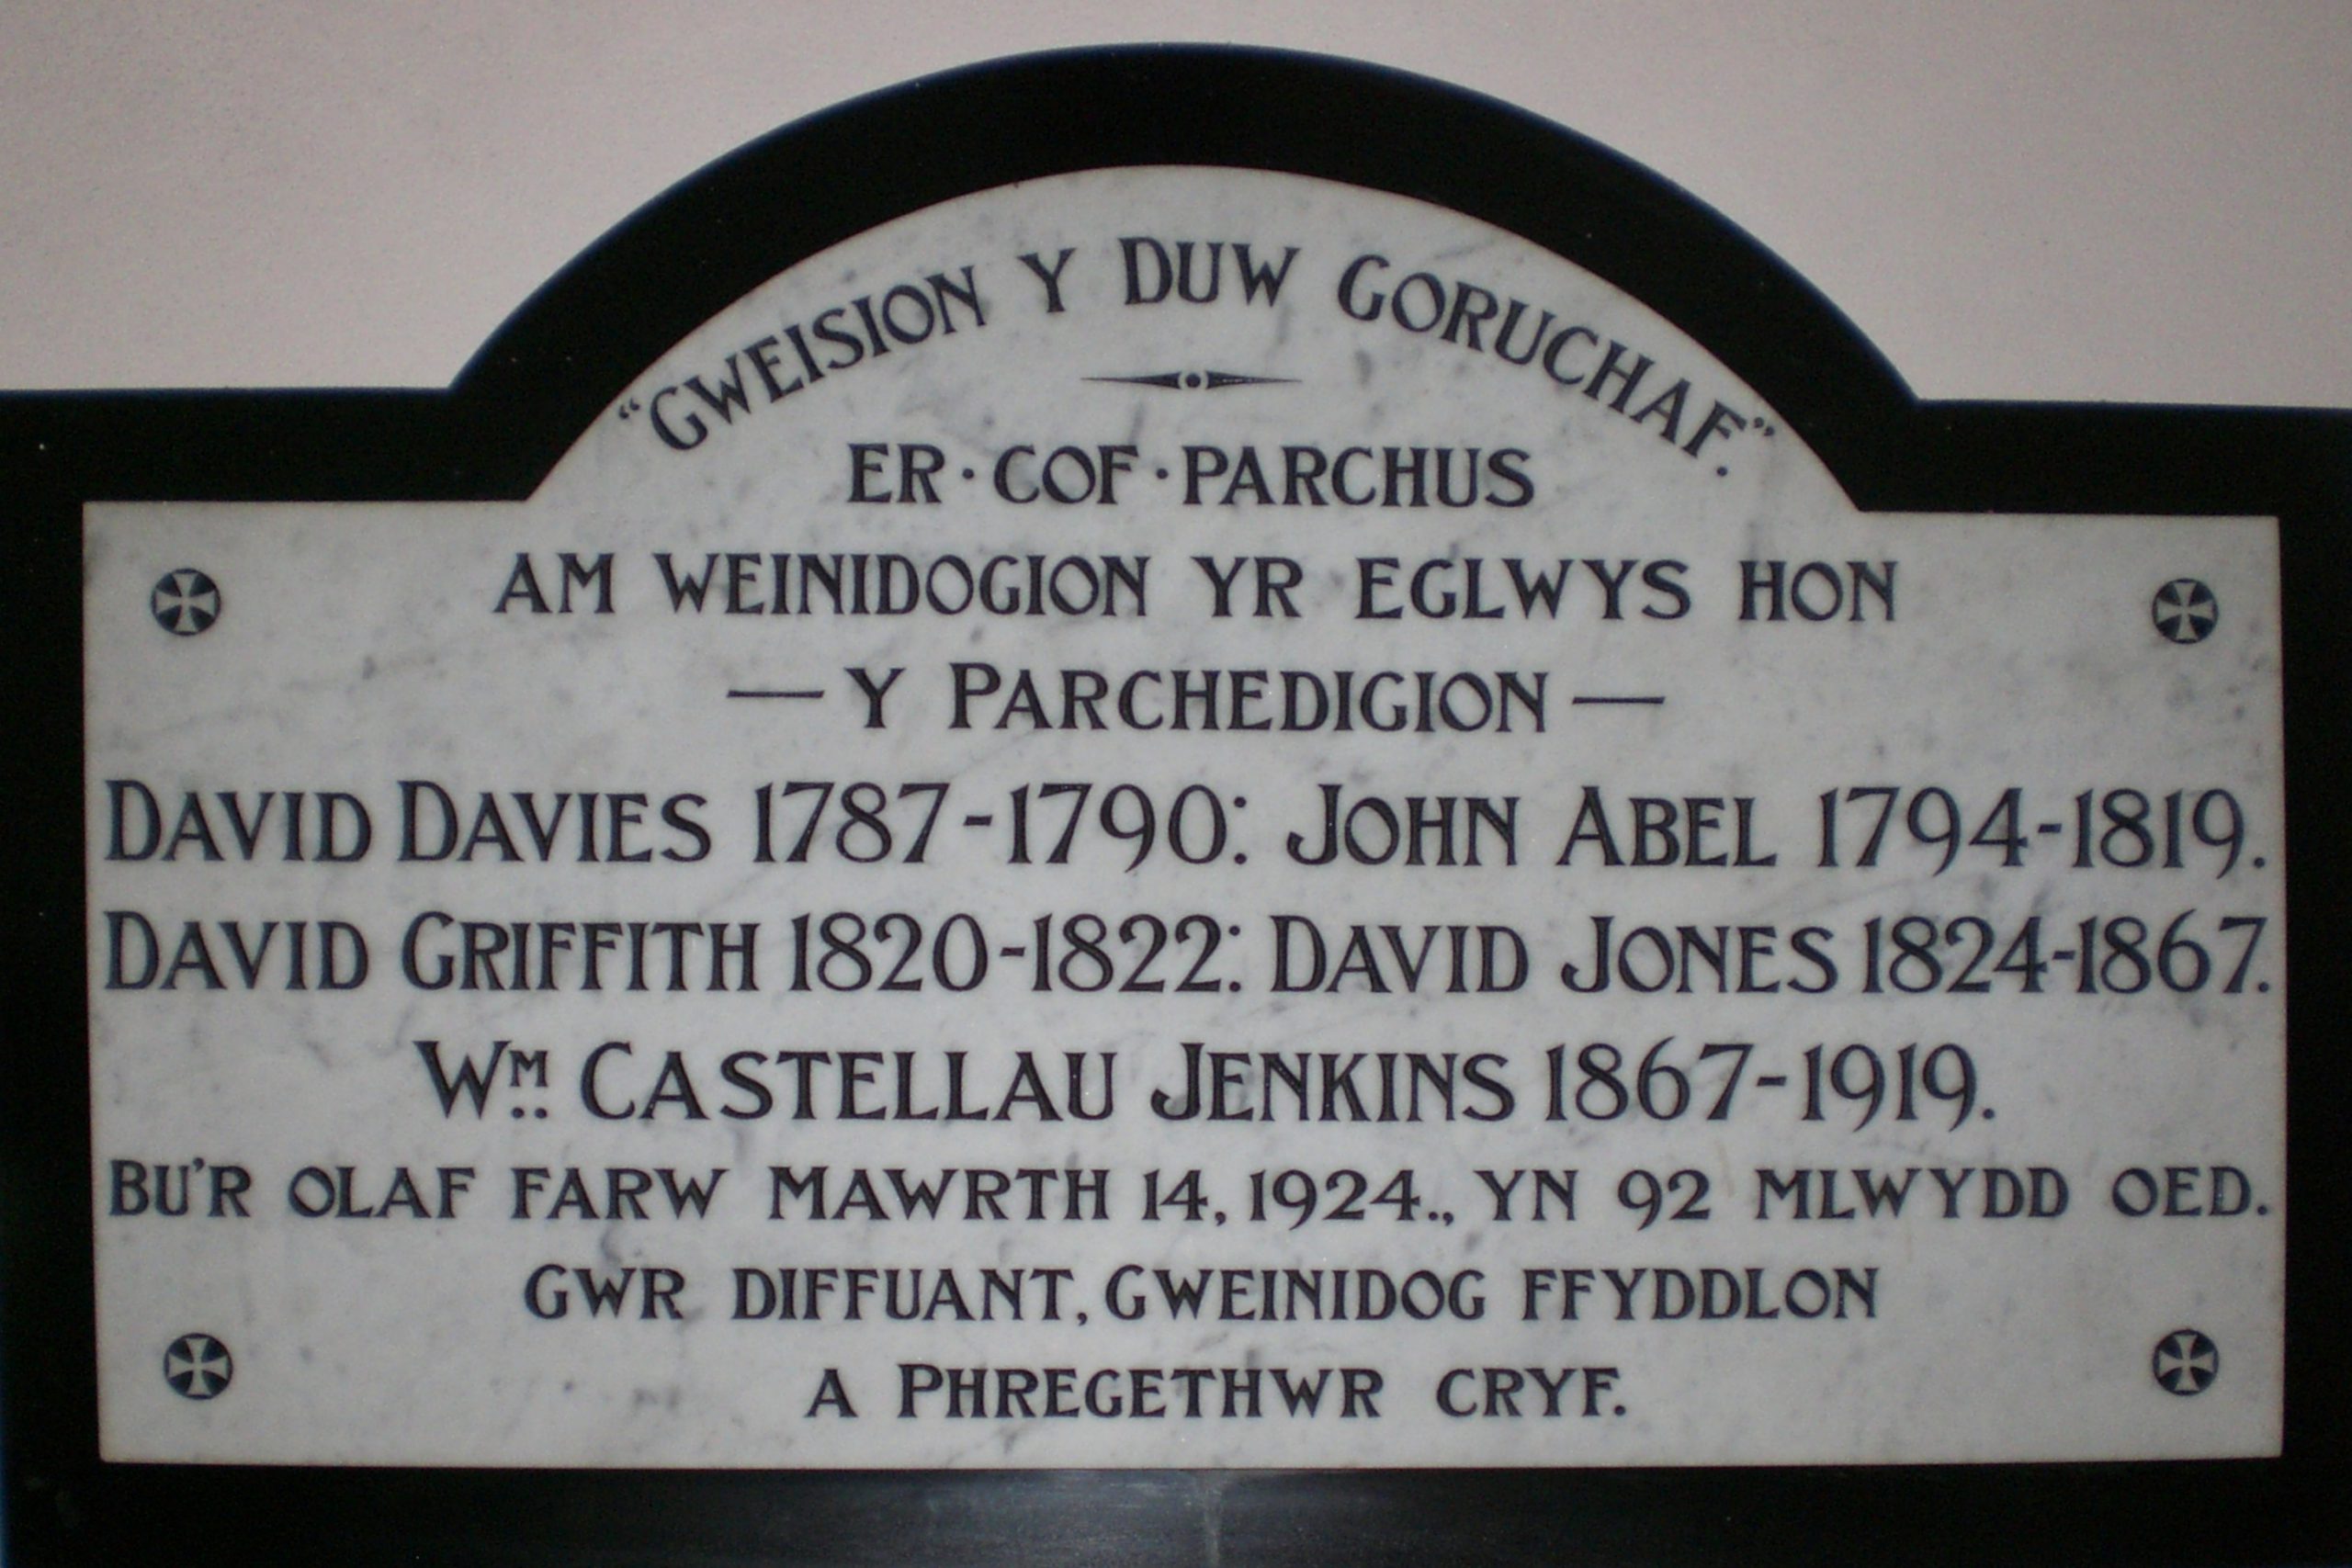 "GWEISION Y DUW GORUCHAF."
ER · COF · PARCHUS
AM WEINIDOGION YR EGLWYS HON
— Y PARCHEDIGION —
DAVID DAVIES 1787-1790: JOHN ABEL 1794-1819.
DAVID GRIFFITH 1820-1822: DAVID JONES 1824-1867.
WM. CASTELLAU JENKINS 1867-1919.
BU'R OLAF FARW MAWRTH 14, 1924., YN 92 MLWYDD OED.
GWR DIFFUANT, GWEINIDOG FFYDDLON
A PHREGETHWR CRYF.